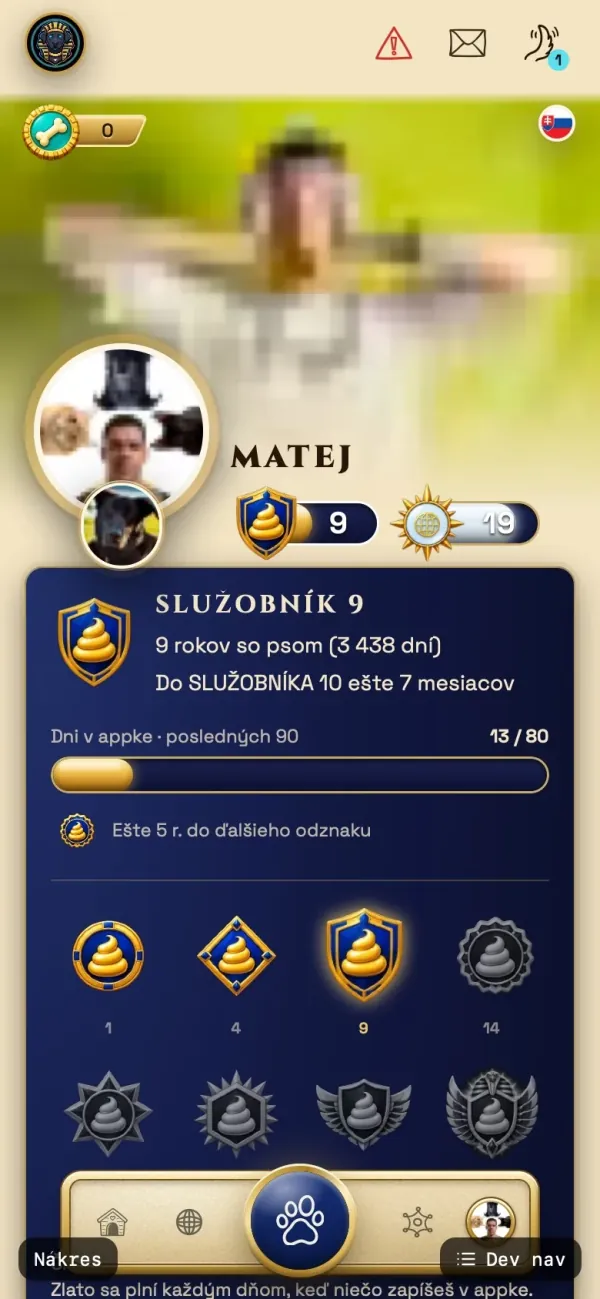 1
0
MATEJ
9
19
SLUŽOBNÍK 9
9 rokov so psom (3 438 dní)
Do SLUŽOBNÍKA 10 ešte 7 mesiacov
Dni v appke · posledných 90
13 / 80
Ešte 5 r. do ďalšieho odznaku
1
4
9
14
Nákres
Dev nav
Zlato sa plní každým dňom, keď niečo zapíšeš v appke.